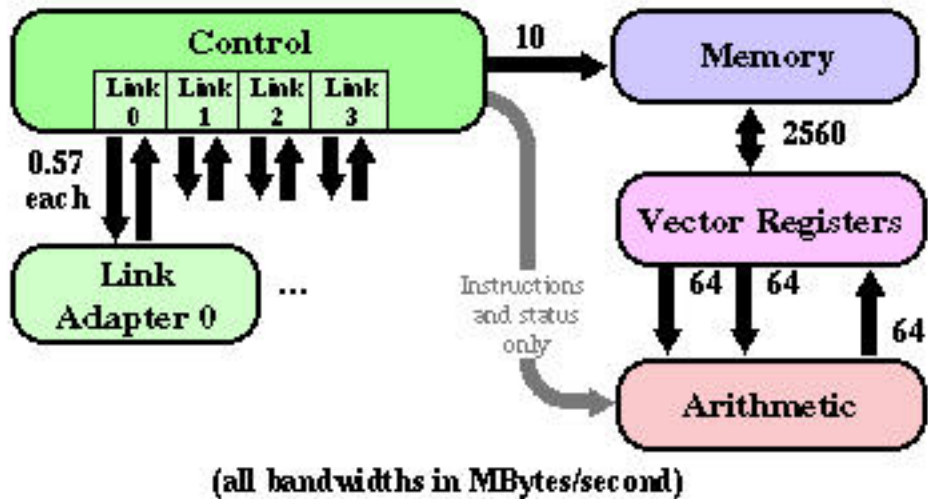 Control
10
Memory
Link 0
Link 1
Link 2
Link 3
0.57
each
2560
Vector Registers
Link
Adapter 0
...
Instructions
and status
only
64
64
64
Arithmetic
(all bandwidths in MBytes/second)